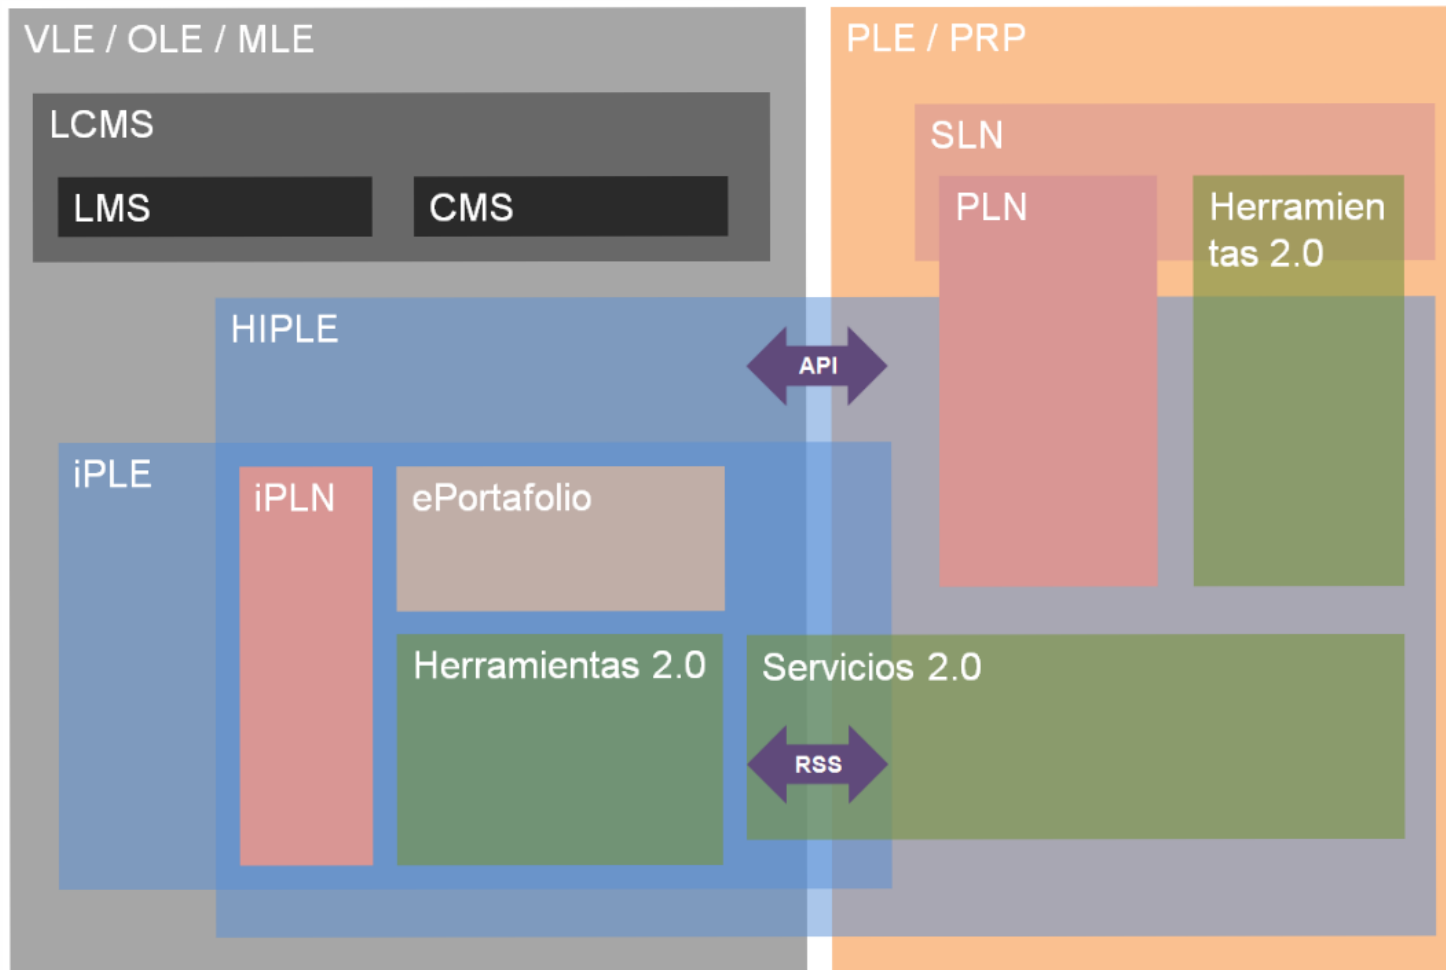 VLE / OLE / MLE
PLE / PRP
LCMS
SLN
LMS
CMS
PLN
Herramien
tas 2.0
HIPLE
API
iPLE
iPLN
ePortafolio
Herramientas 2.0
Servicios 2.0
RSS